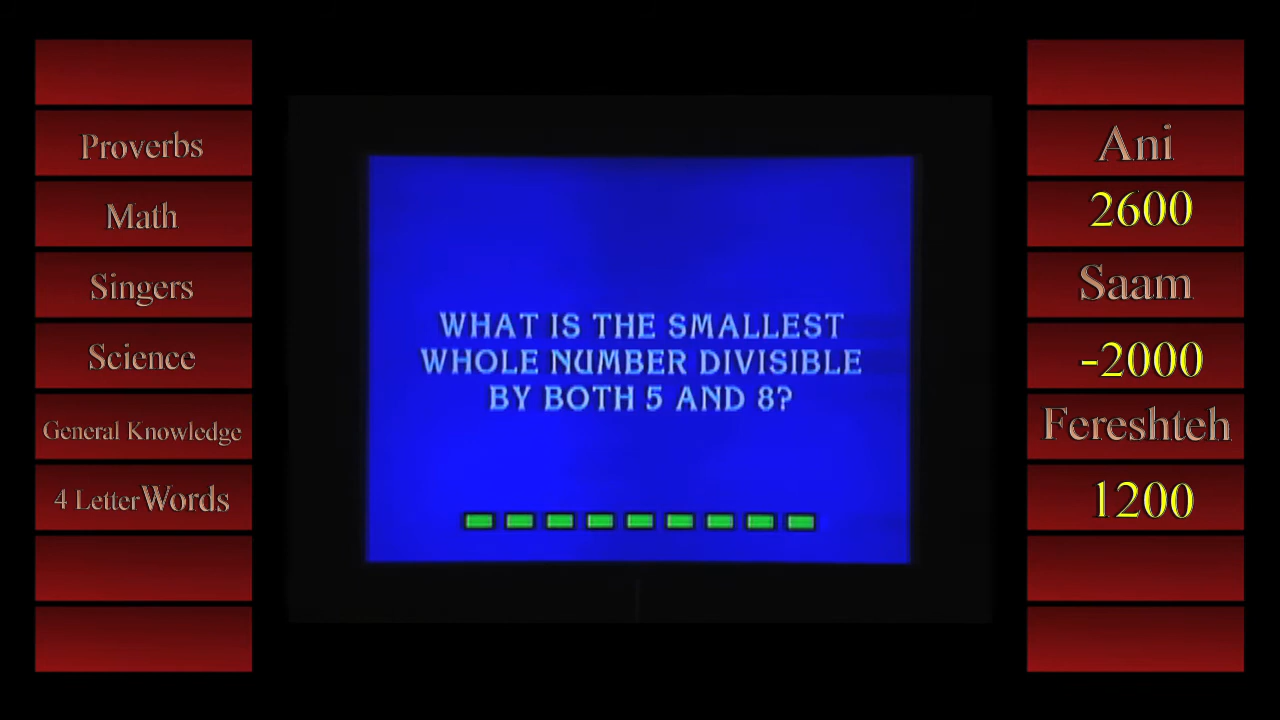 Proverbs
Math
Singers
Science
General Knowledge
4 Letter Words
WHAT IS THE SMALLEST
WHOLE NUMBER DIVISIBLE
BY BOTH 5 AND 8?
Ani
2600
Saam
-2000
Fereshteh
1200